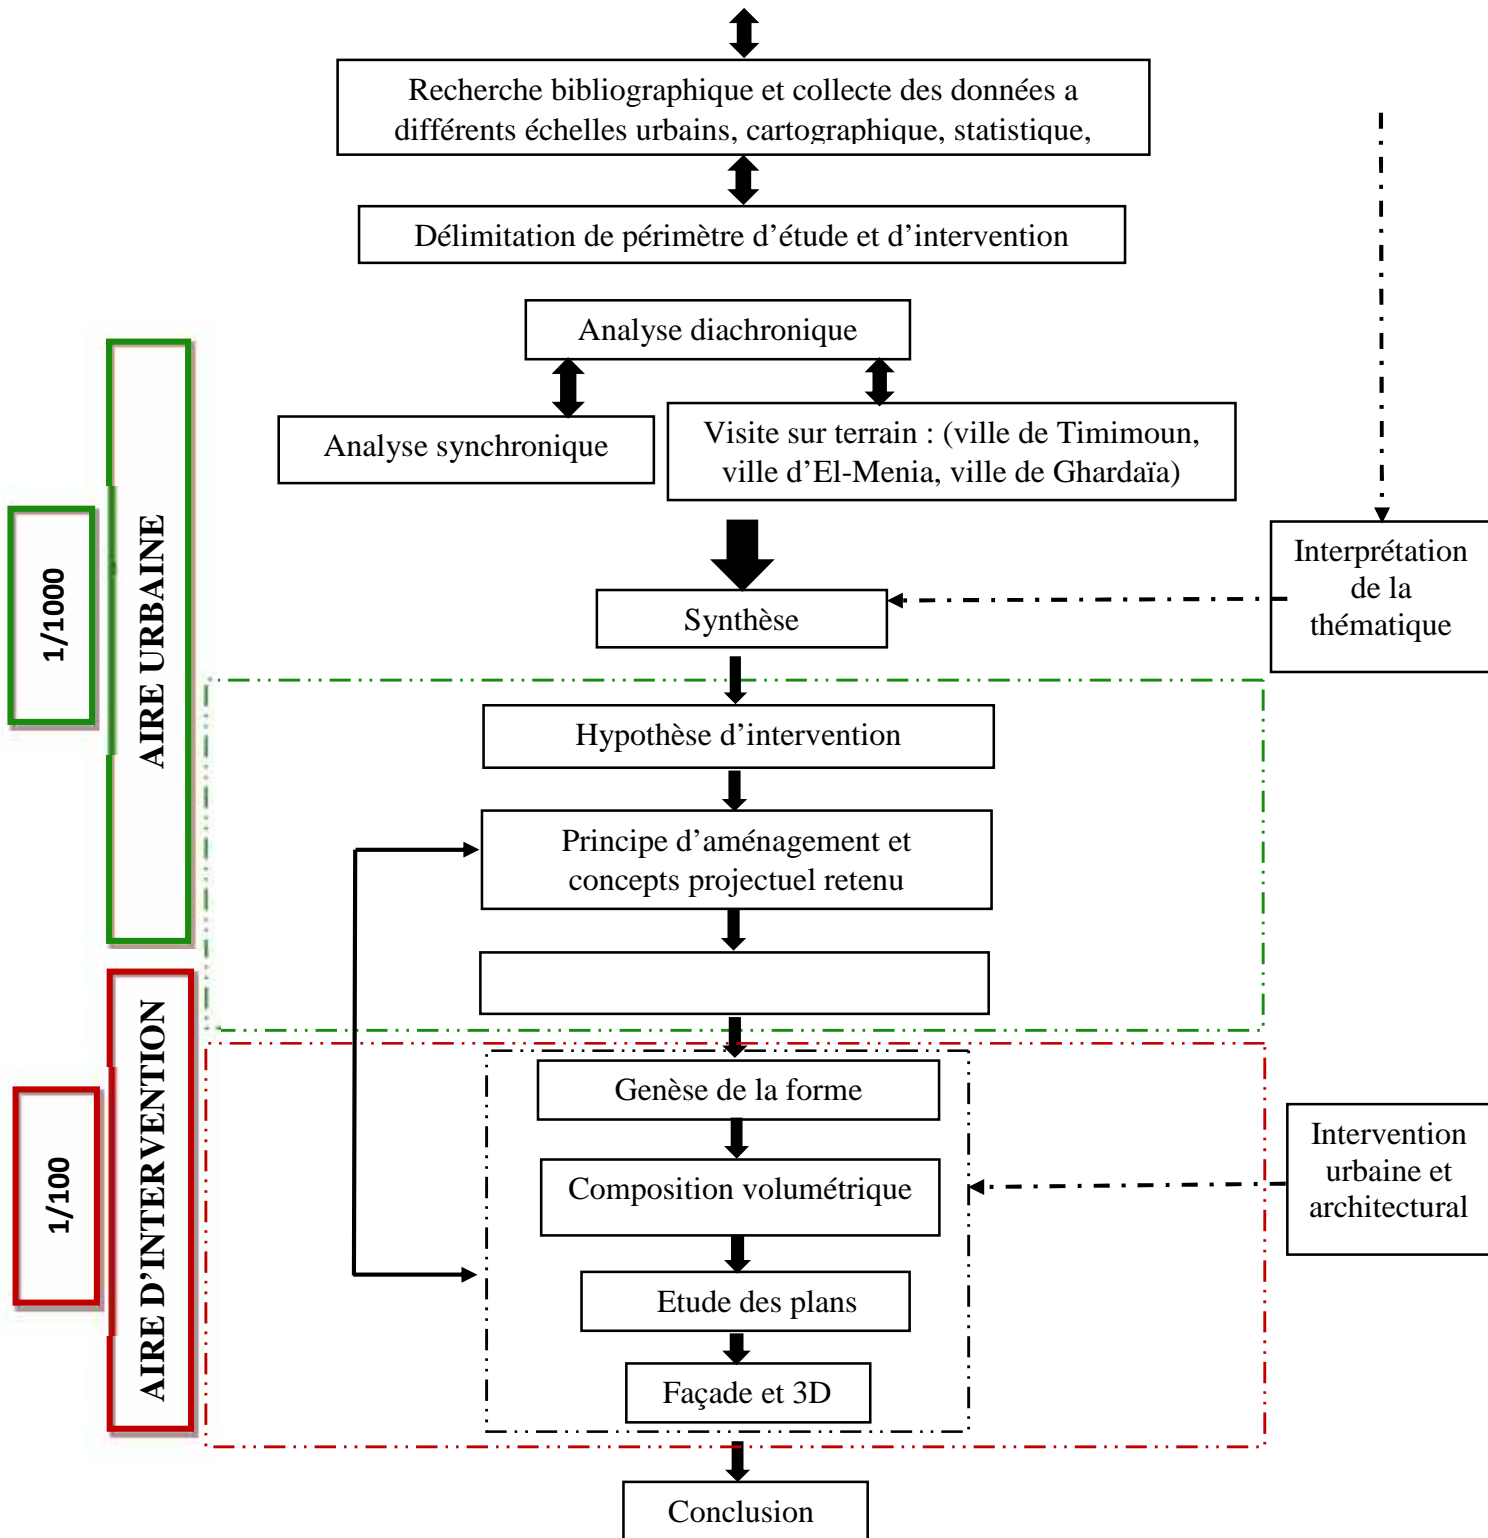 Recherche bibliographique et collecte des données a
différents échelles urbains, cartographique, statistique,
Délimitation de périmètre d’étude et d’intervention
Analyse diachronique
Analyse synchronique
Visite sur terrain : (ville de Timimoun,
ville d’El-Menia, ville de Ghardaïa)
AIRE URBAINE
1/1000
Interprétation
de la
thématique
Synthèse
Hypothèse d’intervention
Principe d’aménagement et
concepts projectuel retenu
AIRE D’INTERVENTION
1/100
Genèse de la forme
Composition volumétrique
Intervention
urbaine et
architectural
Etude des plans
Façade et 3D
Conclusion